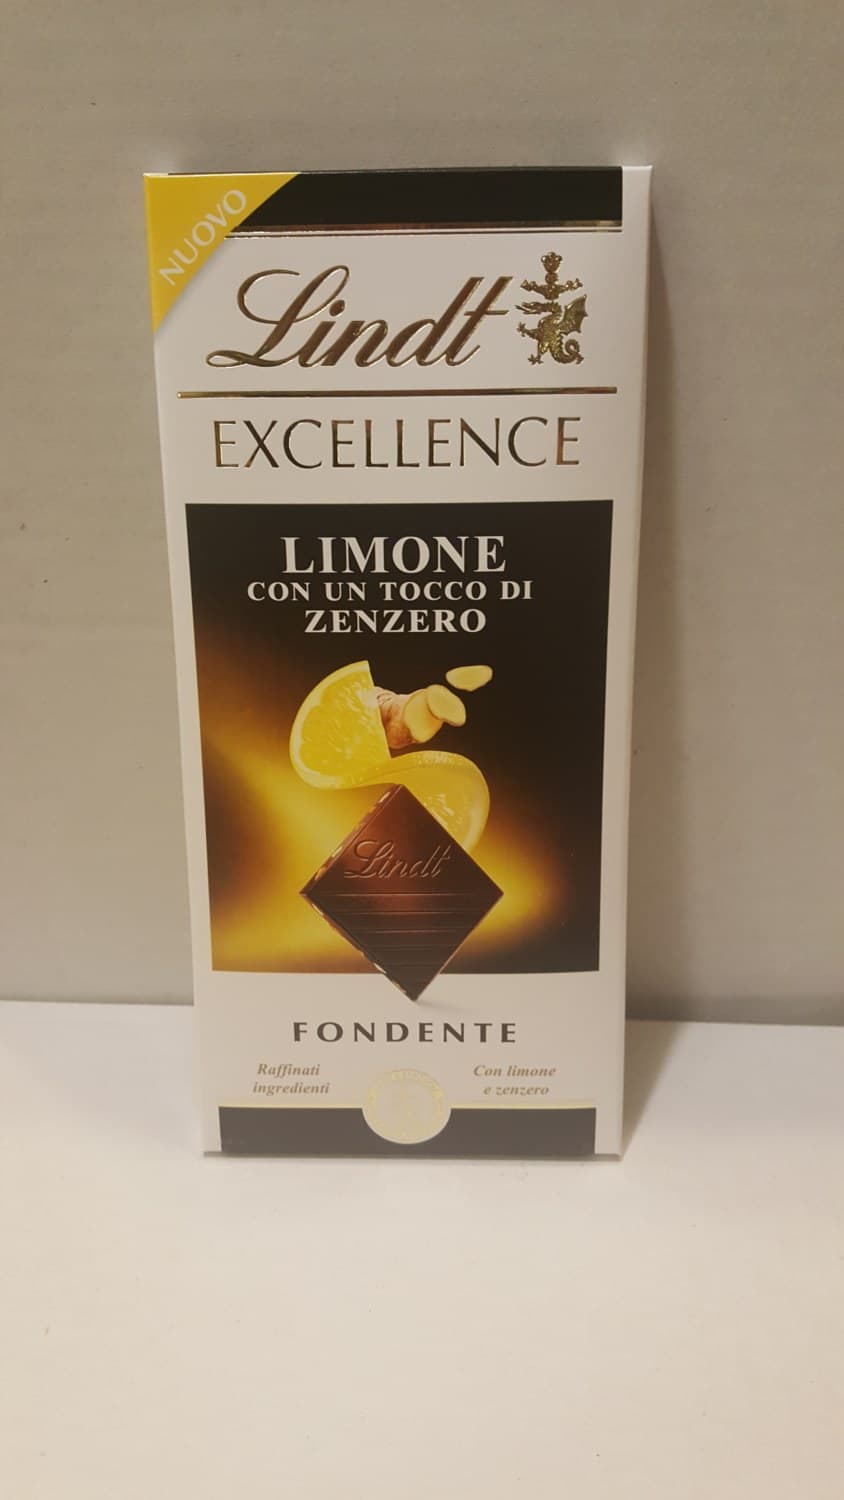 NUOVO
Lindt
EXCELLENCE
LIMONE
CON UN TOCCO DI
ZENZERO
Lindt
FONDENTE
Raffinati
ingredienti
Con limone
e zenzero